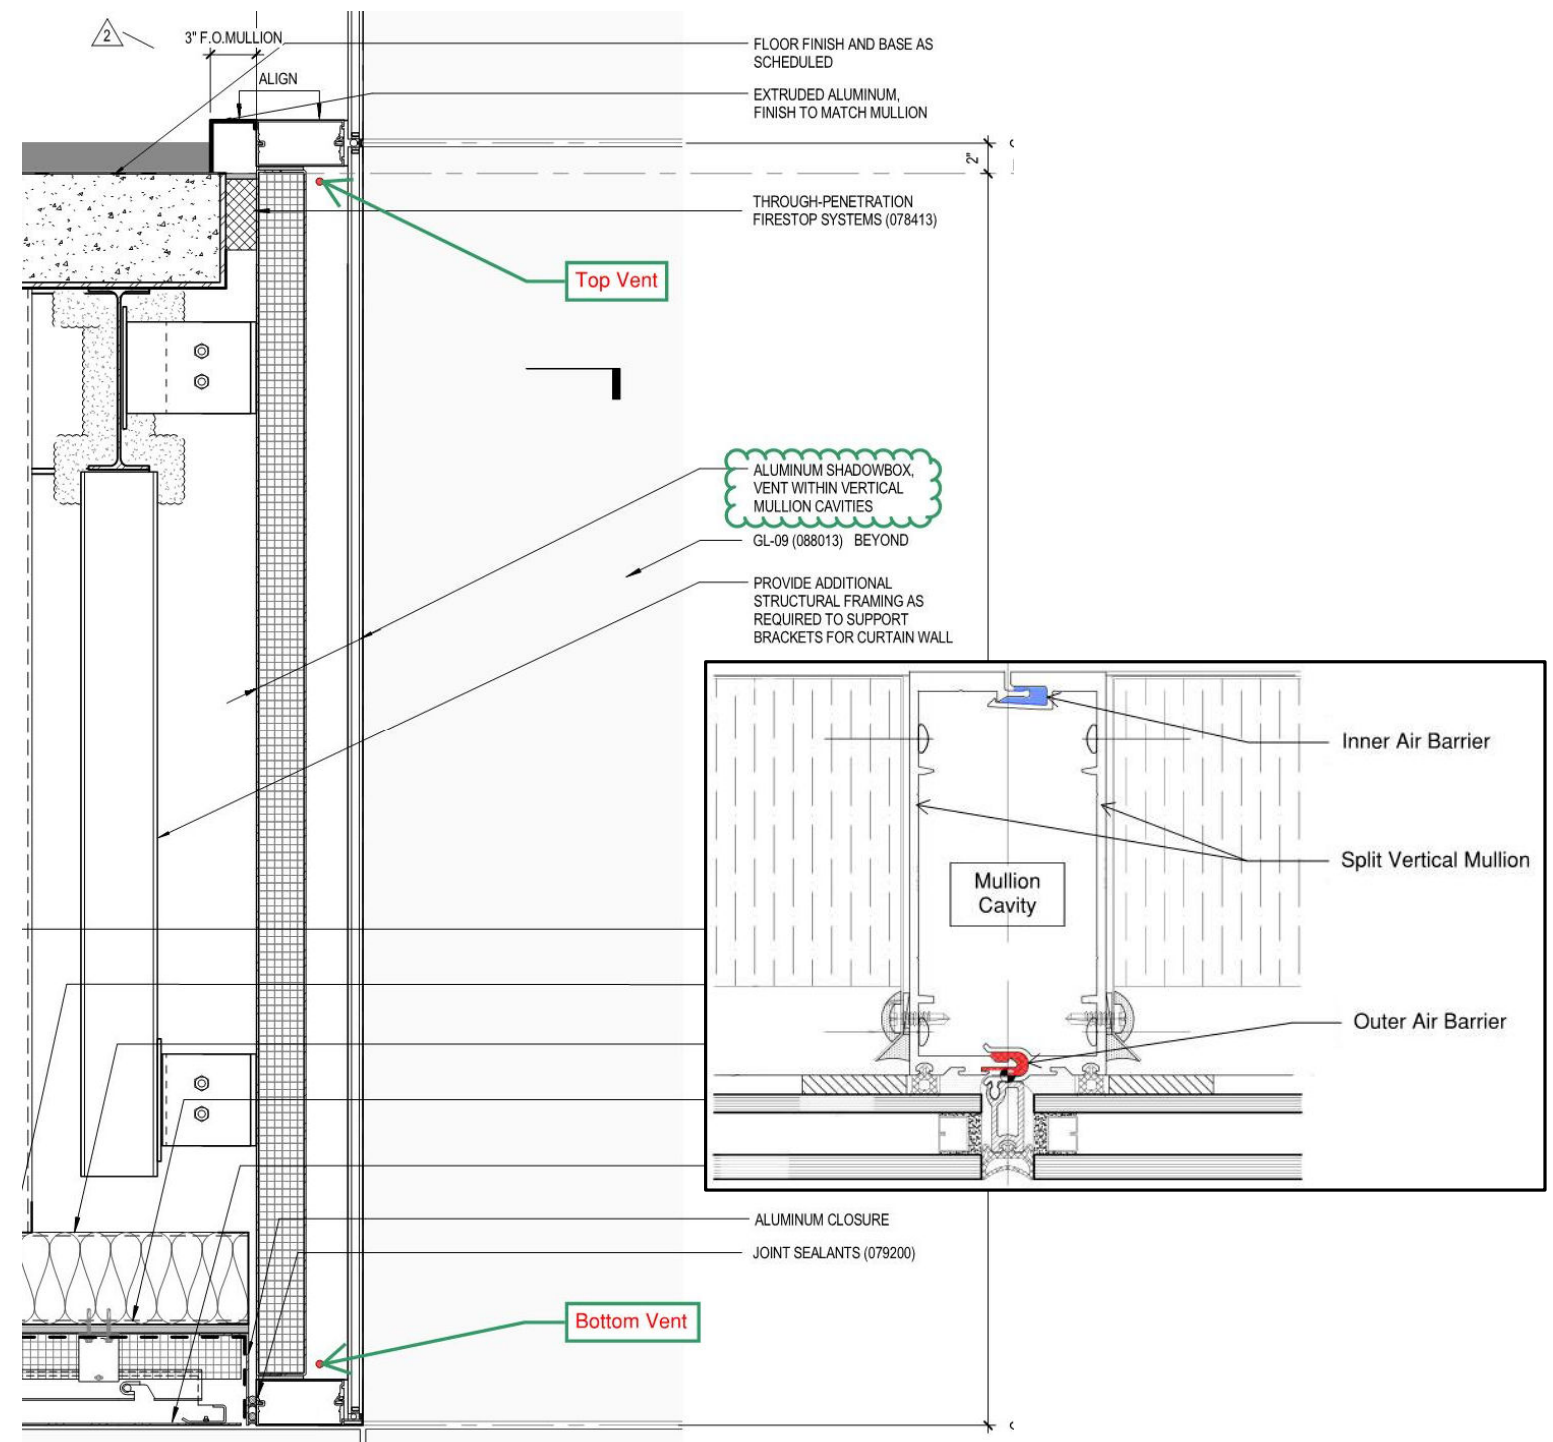 2
3" F.O.MULLION
ALIGN
FLOOR FINISH AND BASE AS
SCHEDULED
EXTRUDED ALUMINUM,
FINISH TO MATCH MULLION
2"
THROUGH-PENETRATION
FIRESTOP SYSTEMS (078413)
Top Vent
ALUMINUM SHADOWBOX,
VENT WITHIN VERTICAL
MULLION CAVITIES
GL-09 (088013) BEYOND
PROVIDE ADDITIONAL
STRUCTURAL FRAMING AS
REQUIRED TO SUPPORT
BRACKETS FOR CURTAIN WALL
Inner Air Barrier
Split Vertical Mullion
Mullion
Cavity
Outer Air Barrier
ALUMINUM CLOSURE
JOINT SEALANTS (079200)
Bottom Vent